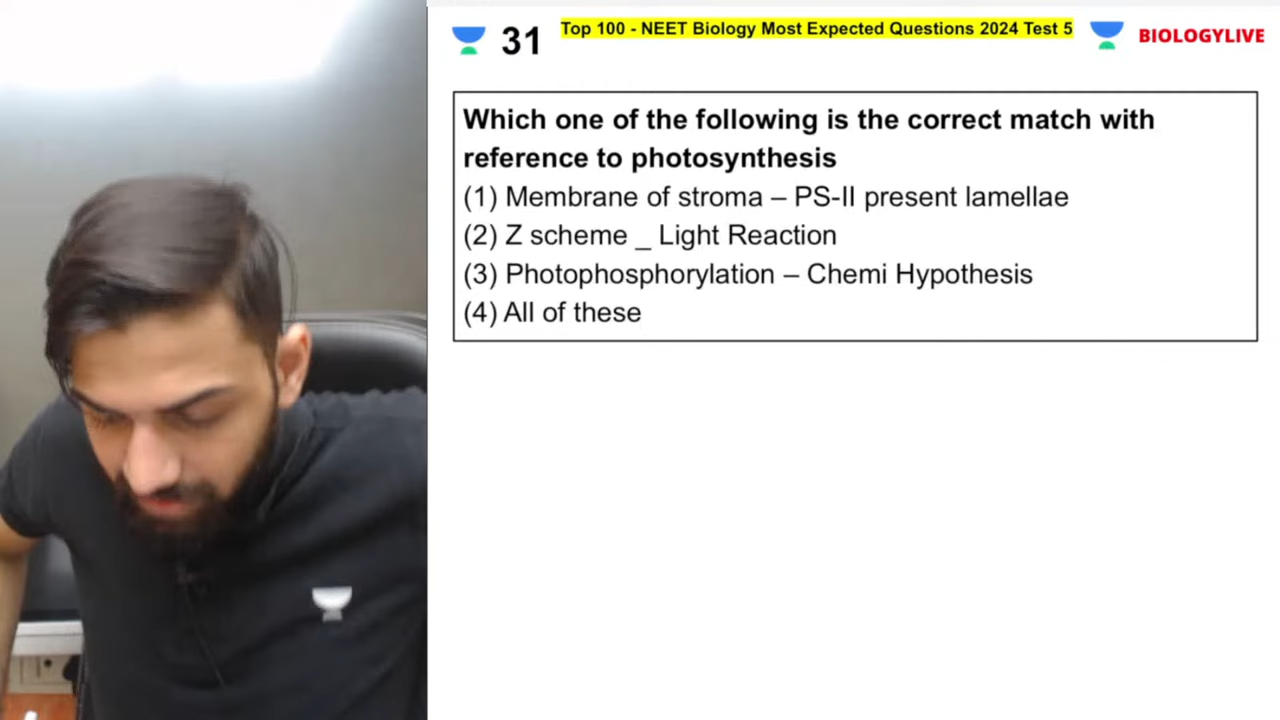 31
Top 100 - NEET Biology Most Expected Questions 2024 Test 5
BIOLOGYLIVE
Which one of the following is the correct match with
reference to photosynthesis
(1) Membrane of stroma – PS-II present lamellae
(2) Z scheme _ Light Reaction
(3) Photophosphorylation – Chemi Hypothesis
(4) All of these